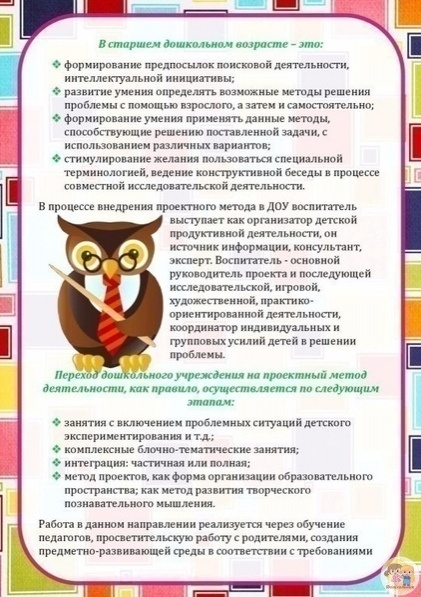 В старшем дошкольном возрасте – это:
❖ формирование предпосылок поисковой деятельности,
интеллектуальной инициативы;
❖ развитие умения определять возможные методы решения
проблемы с помощью взрослого, а затем и самостоятельно;
❖ формирование умения применять данные методы,
способствующие решению поставленной задачи, с
использованием различных вариантов;
❖ стимулирование желания пользоваться специальной
терминологией, ведение конструктивной беседы в процессе
совместной исследовательской деятельности.
В процессе внедрения проектного метода в ДОУ воспитатель
выступает как организатор детской
продуктивной деятельности, он
источник информации, консультант,
эксперт. Воспитатель - основной
руководитель проекта и последующей
исследовательской, игровой,
художественной, практико-
ориентированной деятельности,
координатор индивидуальных и
групповых усилий детей в решении
проблемы.
Переход дошкольного учреждения на проектный метод
деятельности, как правило, осуществляется по следующим
этапам:
❖ занятия с включением проблемных ситуаций детского
экспериментирования и т.д.;
❖ комплексные блочно-тематические занятия;
❖ интеграция: частичная или полная;
❖ метод проектов, как форма организации образовательного
пространства; как метод развития творческого
познавательного мышления.
Работа в данном направлении реализуется через обучение
педагогов, просветительскую работу с родителями, создания
предметно-развивающей среды в соответствии с требованиями